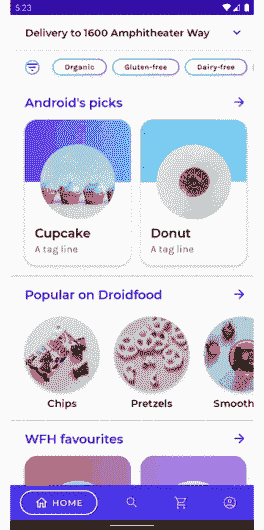 5:23
Delivery to 1600 Amphitheater Way
Organic Gluten-free Dairy-free
Android's picks
Cupcake Donut
A tag line A tag line
Popular on Droidfood
Chips Pretzels Smooth
WFH favourites
HOME